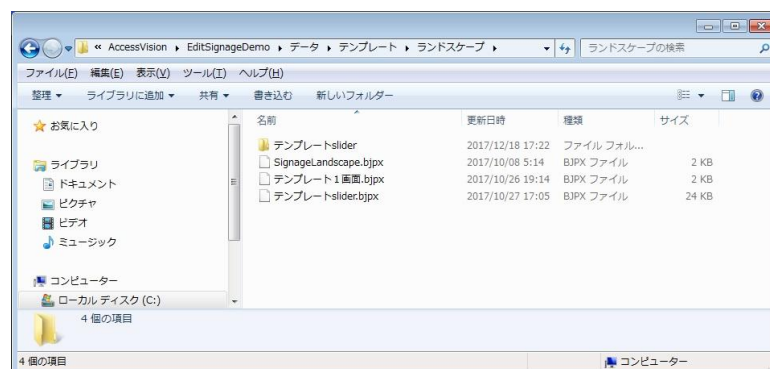 « AccessVision ▸ EditSignageDemo ▸ データ ▸ テンプレート ▸ ランドスケープ ▸ ランドスケープの検索
ファイル(F) 編集(E) 表示(V) ツール(T) ヘルプ(H)
整理 ▼ ライブラリに追加 ▼ 共有 ▼ 書き込む 新しいフォルダー
お気に入り
ライブラリ
ドキュメント
ピクチャ
ビデオ
ミュージック
コンピューター
ローカル ディスク (C:)
名前 更新日時 種類 サイズ
テンプレートslider 2017/12/18 17:22 ファイル フォル...
SignageLandscape.bjpx 2017/10/08 5:14 BJPX ファイル 2 KB
テンプレート1画面.bjpx 2017/10/26 19:14 BJPX ファイル 2 KB
テンプレートslider.bjpx 2017/10/27 17:05 BJPX ファイル 24 KB
4 個の項目
4 個の項目 コンピューター